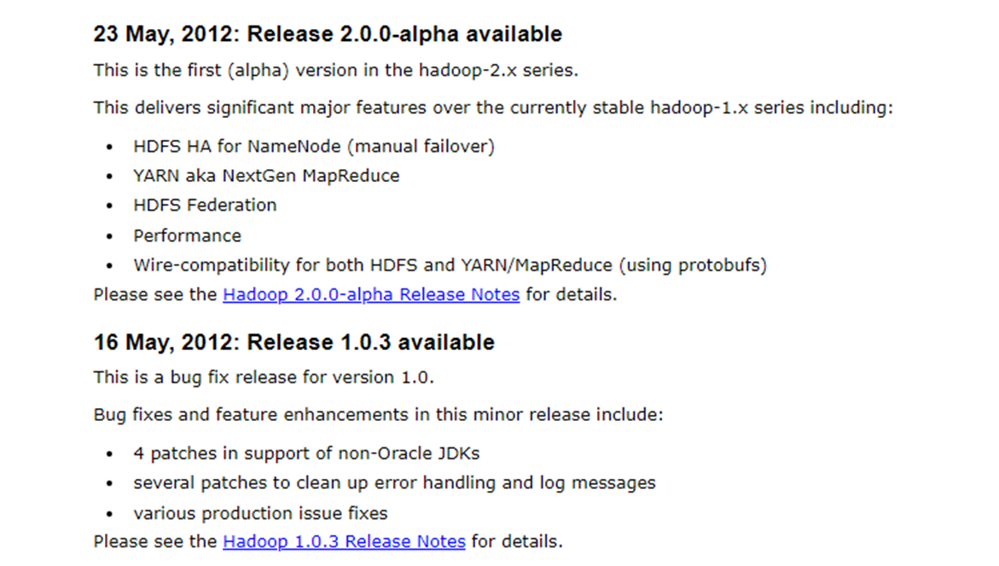 23 May, 2012: Release 2.0.0-alpha available
This is the first (alpha) version in the hadoop-2.x series.
This delivers significant major features over the currently stable hadoop-1.x series including:
• HDFS HA for NameNode (manual failover)
• YARN aka NextGen MapReduce
• HDFS Federation
• Performance
• Wire-compatibility for both HDFS and YARN/MapReduce (using protobufs)
Please see the Hadoop 2.0.0-alpha Release Notes for details.
16 May, 2012: Release 1.0.3 available
This is a bug fix release for version 1.0.
Bug fixes and feature enhancements in this minor release include:
• 4 patches in support of non-Oracle JDKs
• several patches to clean up error handling and log messages
• various production issue fixes
Please see the Hadoop 1.0.3 Release Notes for details.